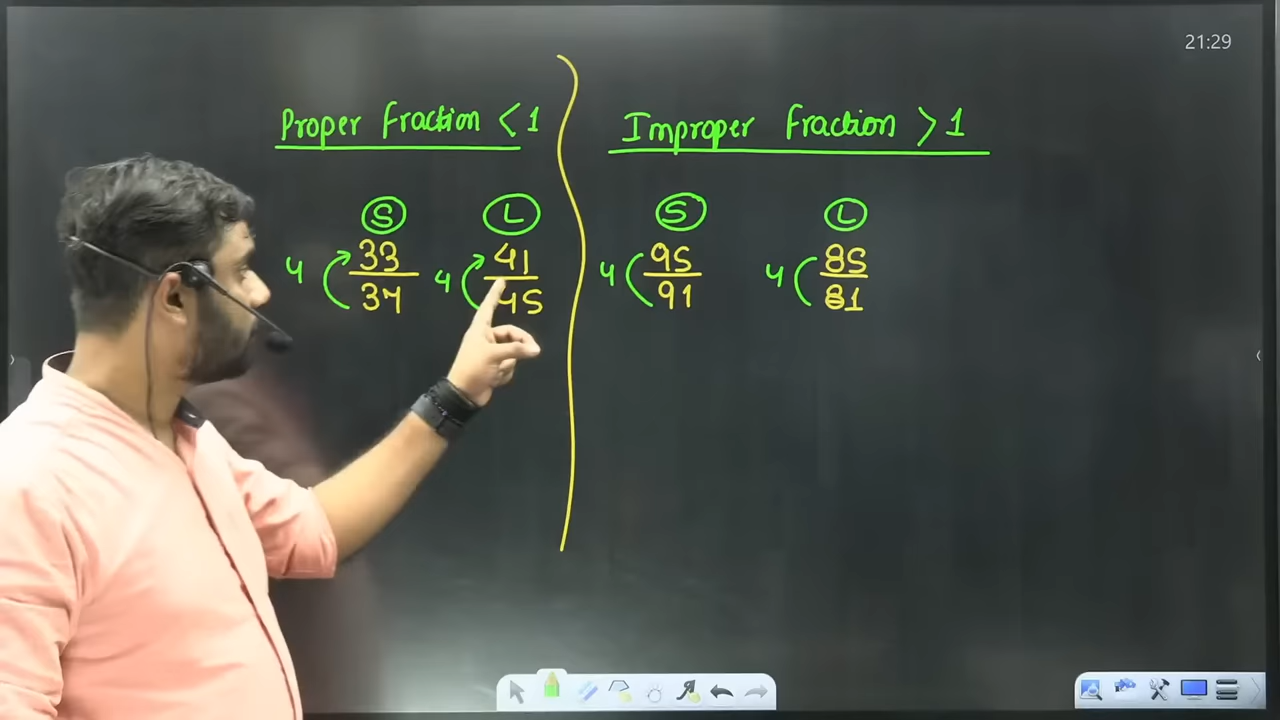 21:29
Proper Fraction < 1
Improper Fraction > 1
S
L
S
L
4 33/37
4 41/45
4 95/91
4 85/81